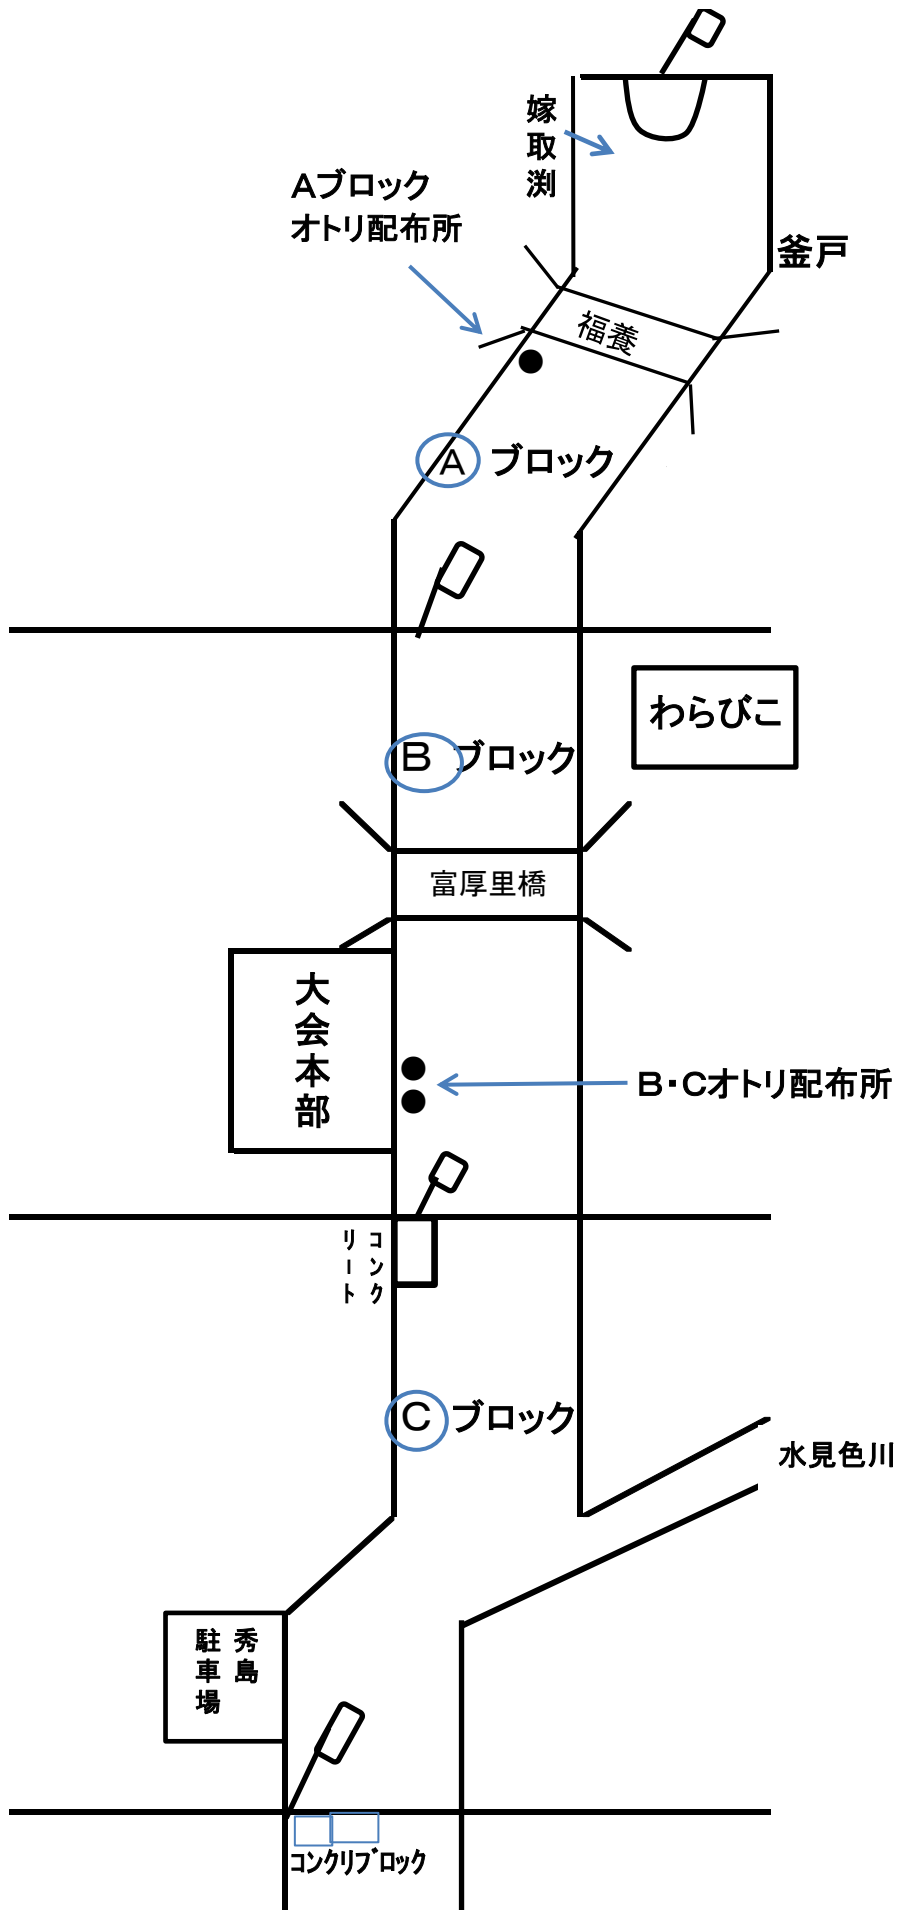 嫁取渕
Aブロック
オトリ配布所
釜戸
福養
A ブロック
わらびこ
B ブロック
富厚里橋
大会本部
B・Cオトリ配布所
コンク
リート
C ブロック
水見色川
秀島
駐車場
コンクリブロック